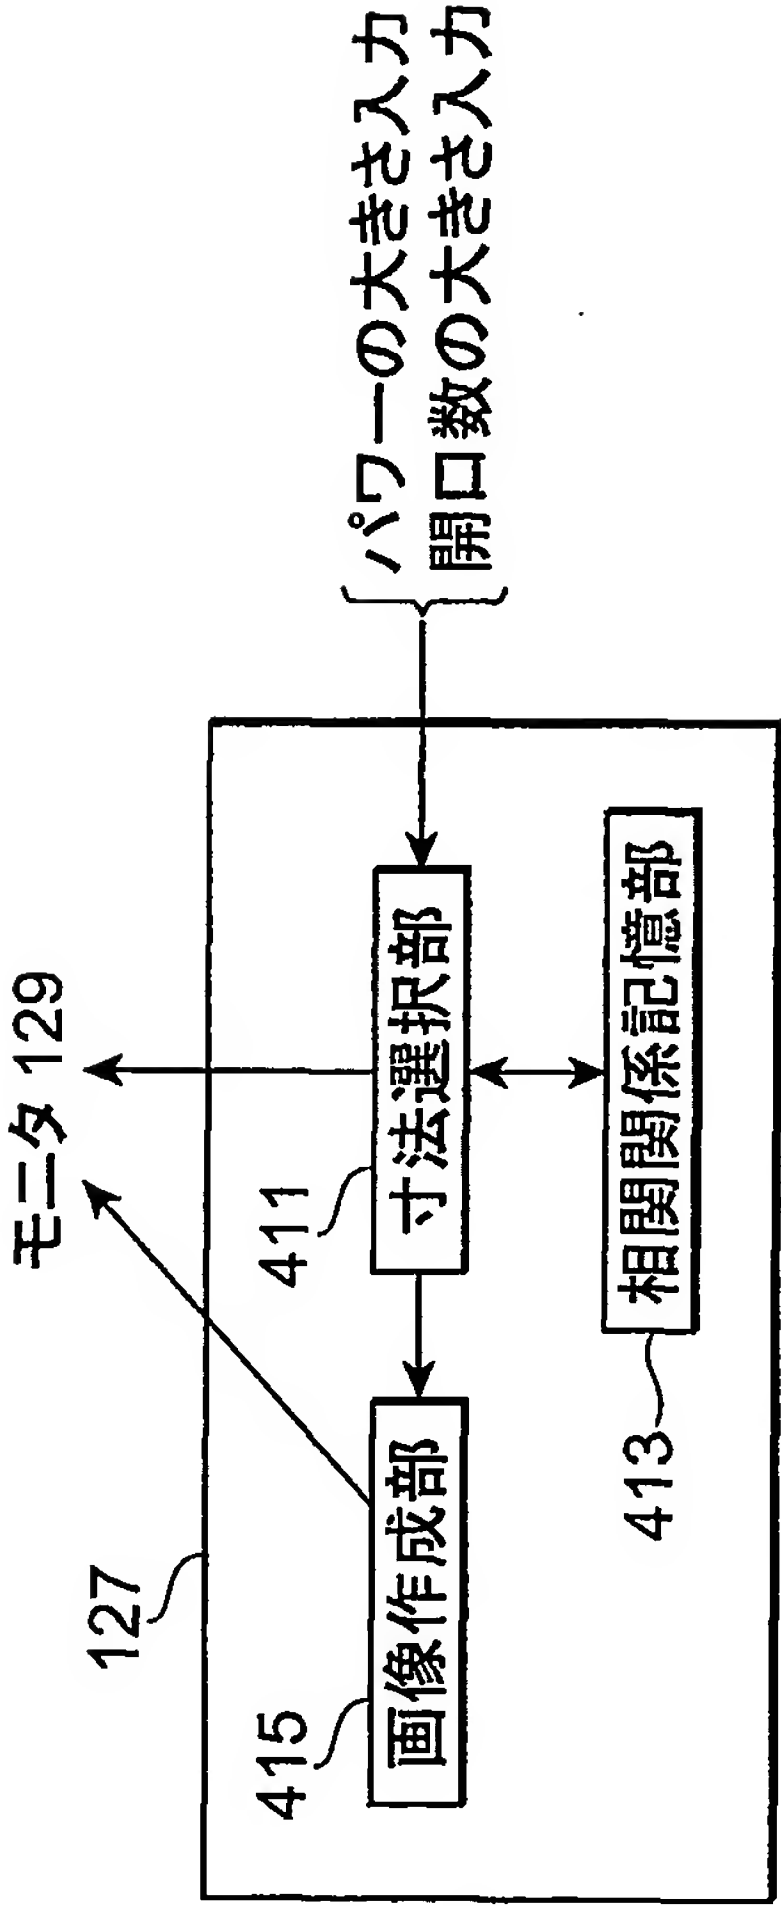 モニタ 129
127
415
画像作成部
411
寸法選択部
413
相関関係記憶部
パワーの大きさ入力
開口数の大きさ入力